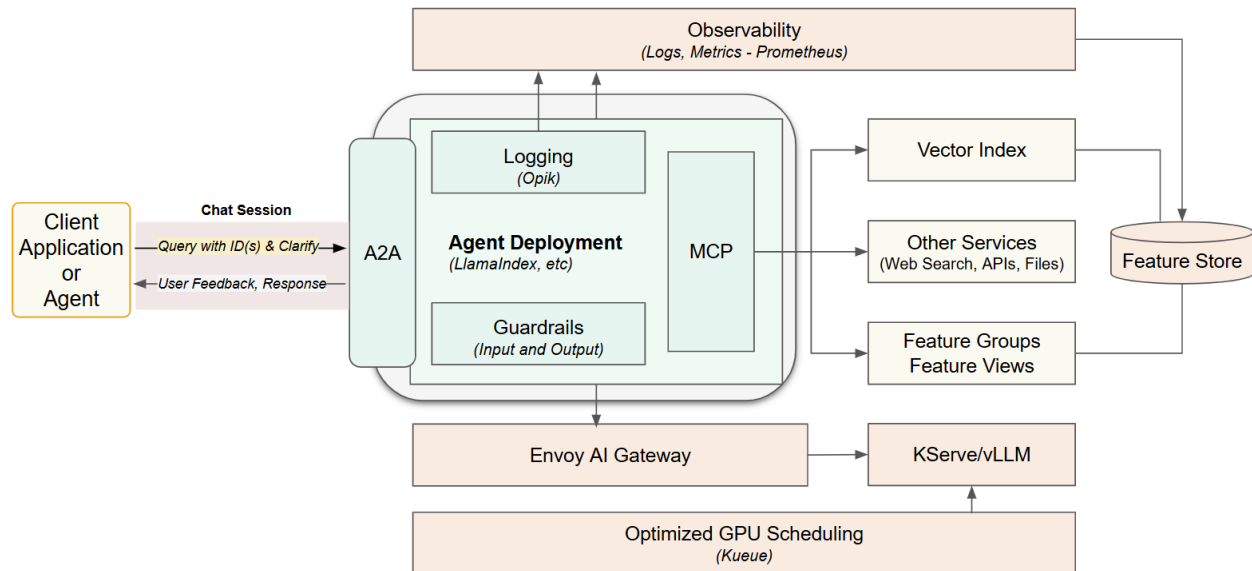 Observability
(Logs, Metrics - Prometheus)
Logging
(Opik)
Vector Index
Chat Session
Client
Application
or
Agent
Query with ID(s) & Clarify
User Feedback, Response
A2A
Agent Deployment
(LlamaIndex, etc)
MCP
Other Services
(Web Search, APIs, Files)
Feature Store
Guardrails
(Input and Output)
Feature Groups
Feature Views
Envoy AI Gateway
KServe/vLLM
Optimized GPU Scheduling
(Kueue)